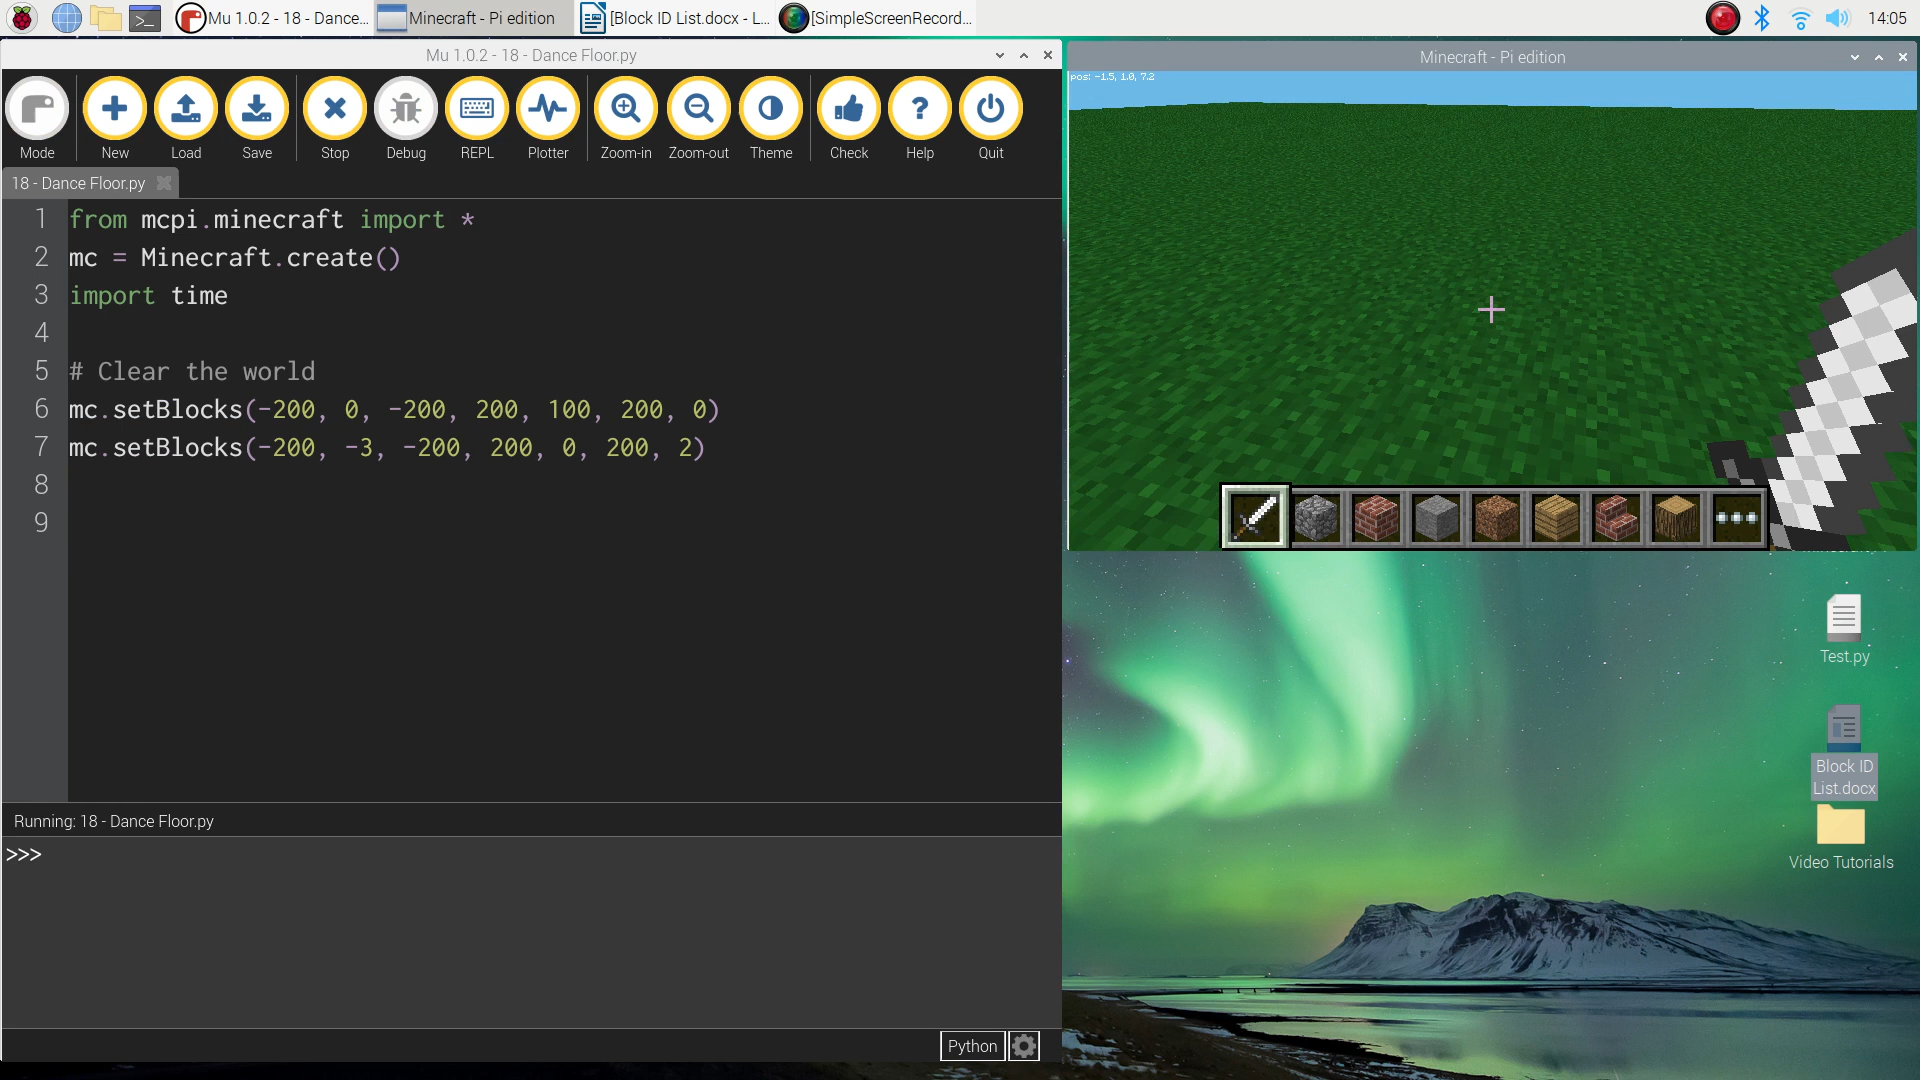 Mu 1.0.2 - 18 - Dance...
Minecraft - Pi edition
[Block ID List.docx - L...
[SimpleScreenRecord...
14:05
Mu 1.0.2 - 18 - Dance Floor.py
Mode
New
Load
Save
Stop
Debug
REPL
Plotter
Zoom-in
Zoom-out
Theme
Check
Help
Quit
18 - Dance Floor.py
1 from mcpi.minecraft import *
2 mc = Minecraft.create()
3 import time
4
5 # Clear the world
6 mc.setBlocks(-200, 0, -200, 200, 100, 200, 0)
7 mc.setBlocks(-200, -3, -200, 200, 0, 200, 2)
8
9
Running: 18 - Dance Floor.py
>>>
Python
Minecraft - Pi edition
pos: -1.5, 1.0, 7.2
Test.py
Block ID
List.docx
Video Tutorials